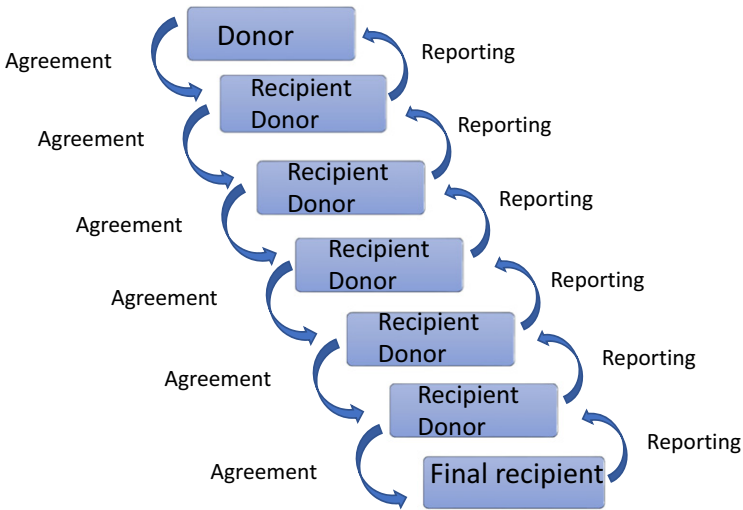 Donor
Agreement
Reporting
Recipient
Donor
Agreement
Reporting
Recipient
Donor
Agreement
Reporting
Recipient
Donor
Agreement
Reporting
Recipient
Donor
Agreement
Reporting
Recipient
Donor
Agreement
Reporting
Final recipient